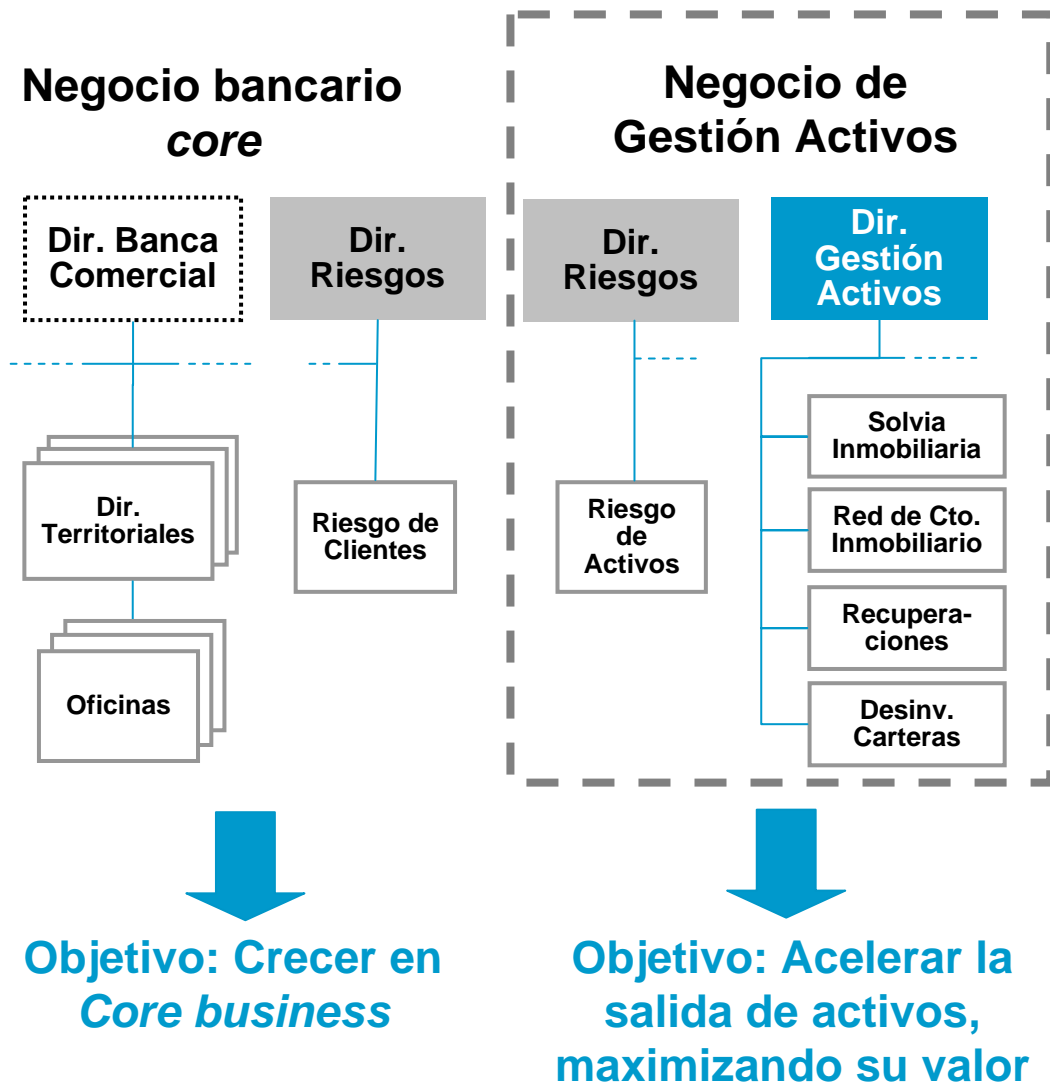 Negocio bancario
core
Dir. Banca
Comercial
Dir.
Riesgos
Dir.
Territoriales
Riesgo de
Clientes
Oficinas
Objetivo: Crecer en
Core business
Negocio de
Gestión Activos
Dir.
Riesgos
Dir.
Gestión
Activos
Riesgo
de
Activos
Solvia
Inmobiliaria
Red de Cto.
Inmobiliario
Recupera-
ciones
Desinv.
Carteras
Objetivo: Acelerar la
salida de activos,
maximizando su valor